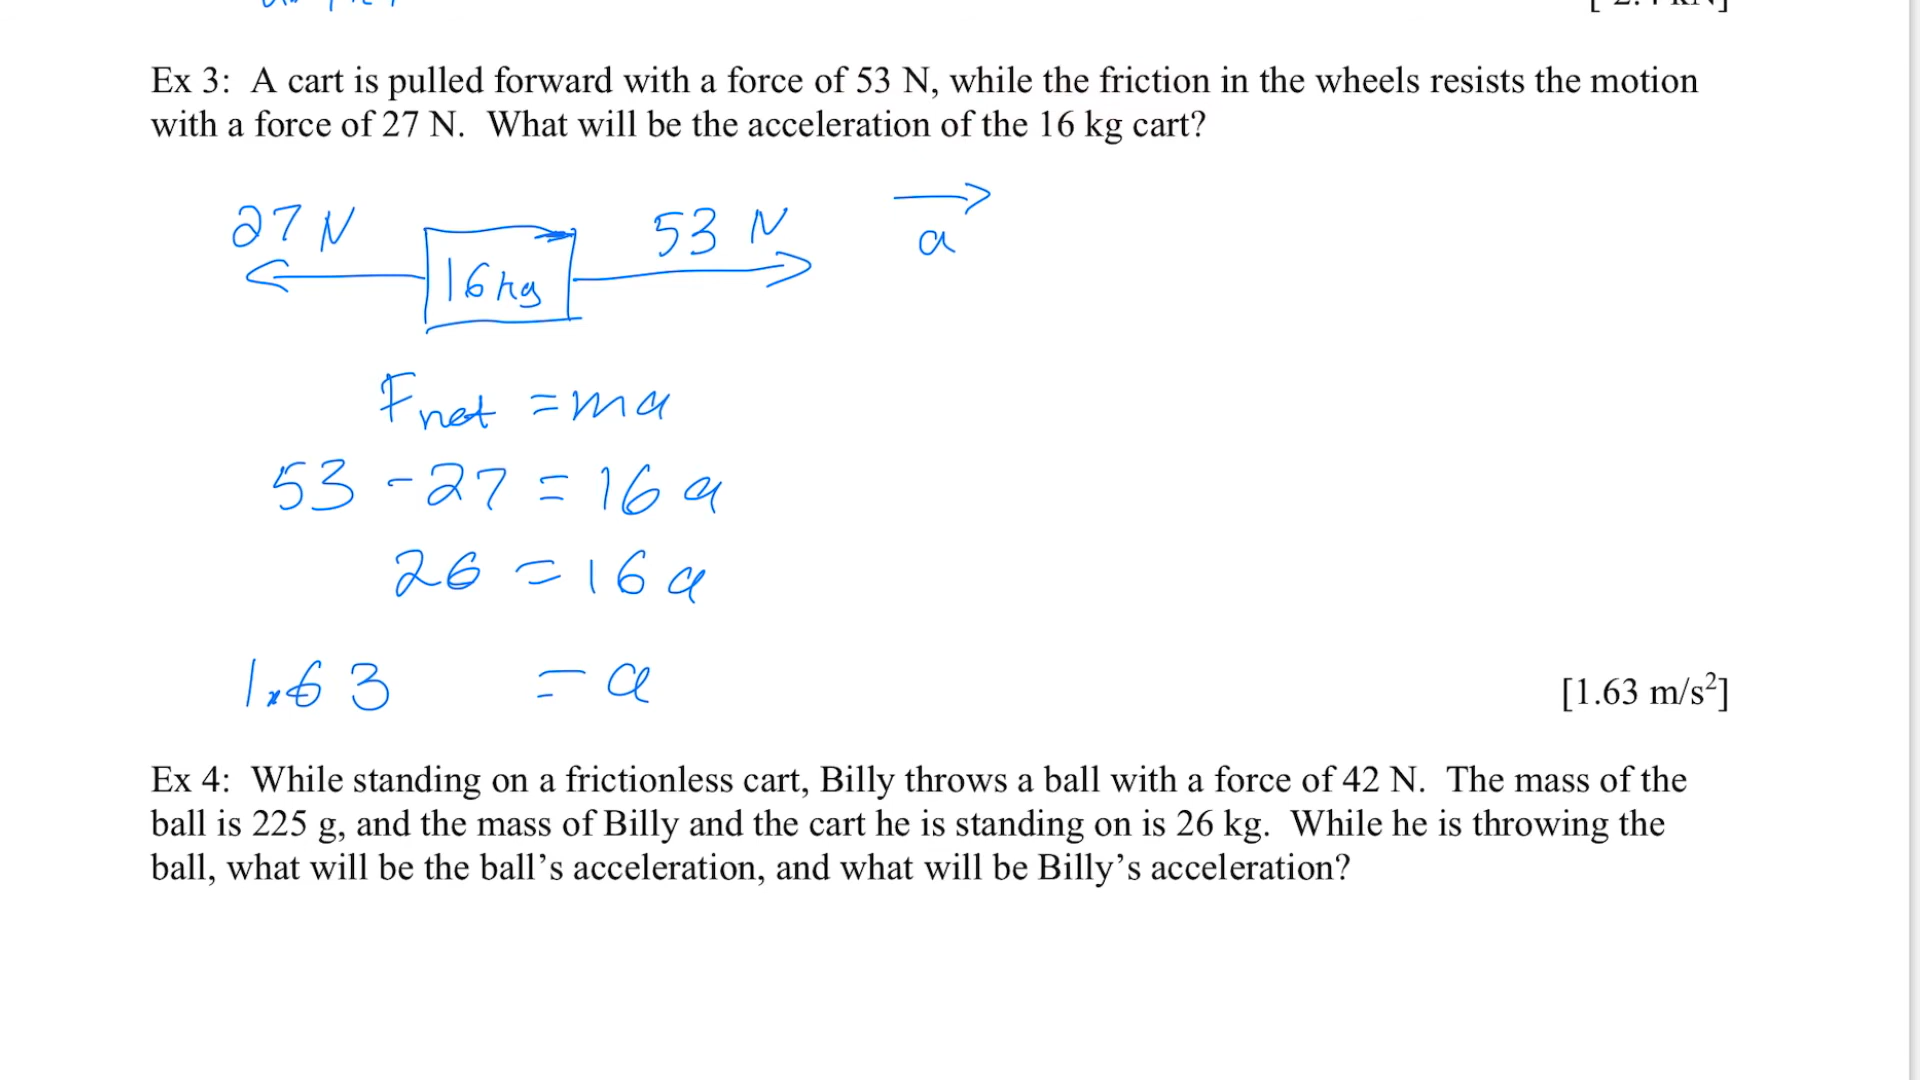 Ex 3: A cart is pulled forward with a force of 53 N, while the friction in the wheels resists the motion
with a force of 27 N. What will be the acceleration of the 16 kg cart?
27 N 53 N a
16 kg
Fnet = ma
53 - 27 = 16 a
26 = 16 a
1.63 = a
[1.63 m/s²]
Ex 4: While standing on a frictionless cart, Billy throws a ball with a force of 42 N. The mass of the
ball is 225 g, and the mass of Billy and the cart he is standing on is 26 kg. While he is throwing the
ball, what will be the ball’s acceleration, and what will be Billy’s acceleration?